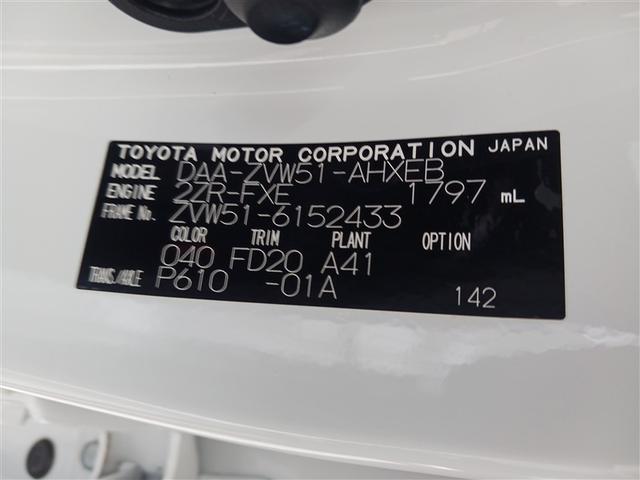 TOYOTA MOTOR CORPORATION JAPAN
MODEL DAA-ZVW51-AHXEB
ENGINE 2ZR-FXE 1797 mL
FRAME No. ZVW51-6152433
COLOR TRIM PLANT OPTION
040 FD20 A41
TRANS./AXLE P610 -01A 142